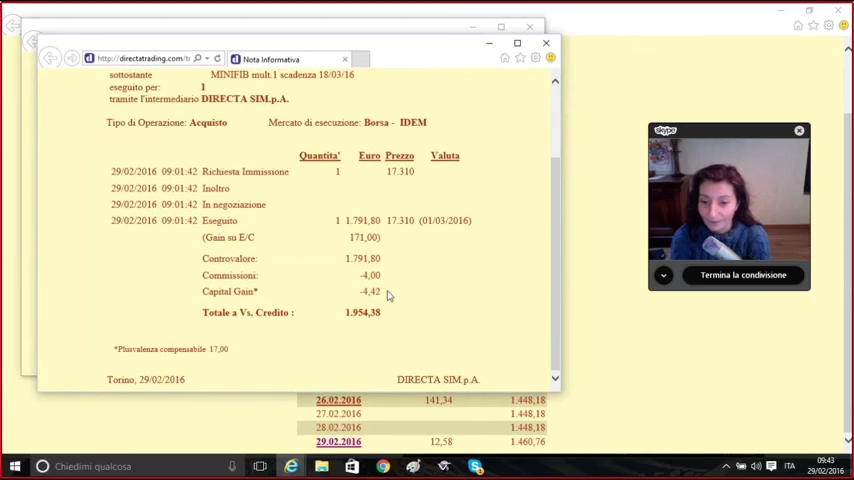 http://directatrading.com/tr
Nota Informativa
sottostante MINIFIB mult.1 scadenza 18/03/16
eseguito per: 1
tramite l'intermediario DIRECTA SIM.p.A.
Tipo di Operazione: Acquisto Mercato di esecuzione: Borsa - IDEM
Quantita' Euro Prezzo Valuta
29/02/2016 09:01:42 Richiesta Immissione 1 17.310
29/02/2016 09:01:42 Inoltro
29/02/2016 09:01:42 In negoziazione
29/02/2016 09:01:42 Eseguito 1 1.791,80 17.310 (01/03/2016)
(Gain su E/C 171,00)
Controvalore: 1.791,80
Commissioni: -4,00
Capital Gain* -4,42
Totale a Vs. Credito : 1.954,38
*Plusvalenza compensabile 17,00
Torino, 29/02/2016 DIRECTA SIM.p.A.
26.02.2016 141,34 1.448,18
27.02.2016 1.448,18
28.02.2016 1.448,18
29.02.2016 12,58 1.460,76
skype
Termina la condivisione
Chiedimi qualcosa
ITA
09:43
29/02/2016